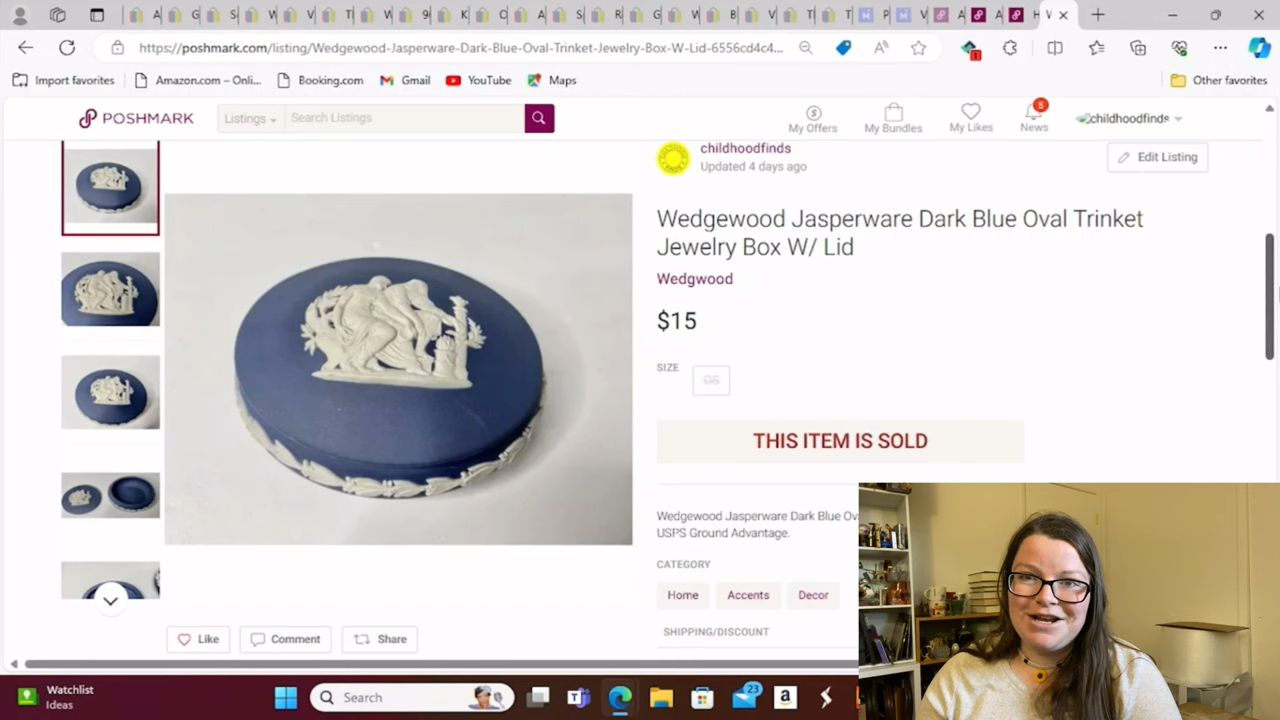 https://poshmark.com/listing/Wedgewood-Jasperware-Dark-Blue-Oval-Trinket-Jewelry-Box-W-Lid-6556cd4c4...
Import favorites
Amazon.com – Onli...
Booking.com
Gmail
YouTube
Maps
Other favorites
POSHMARK
Listings
Search Listings
My Offers
My Bundles
My Likes
5
News
childhoodfinds
childhoodfinds
Updated 4 days ago
Edit Listing
Wedgewood Jasperware Dark Blue Oval Trinket
Jewelry Box W/ Lid
Wedgwood
$15
SIZE
OS
THIS ITEM IS SOLD
Wedgewood Jasperware Dark Blue Ov
USPS Ground Advantage.
CATEGORY
Home
Accents
Decor
SHIPPING/DISCOUNT
Like
Comment
Share
Watchlist
Ideas
Search
23